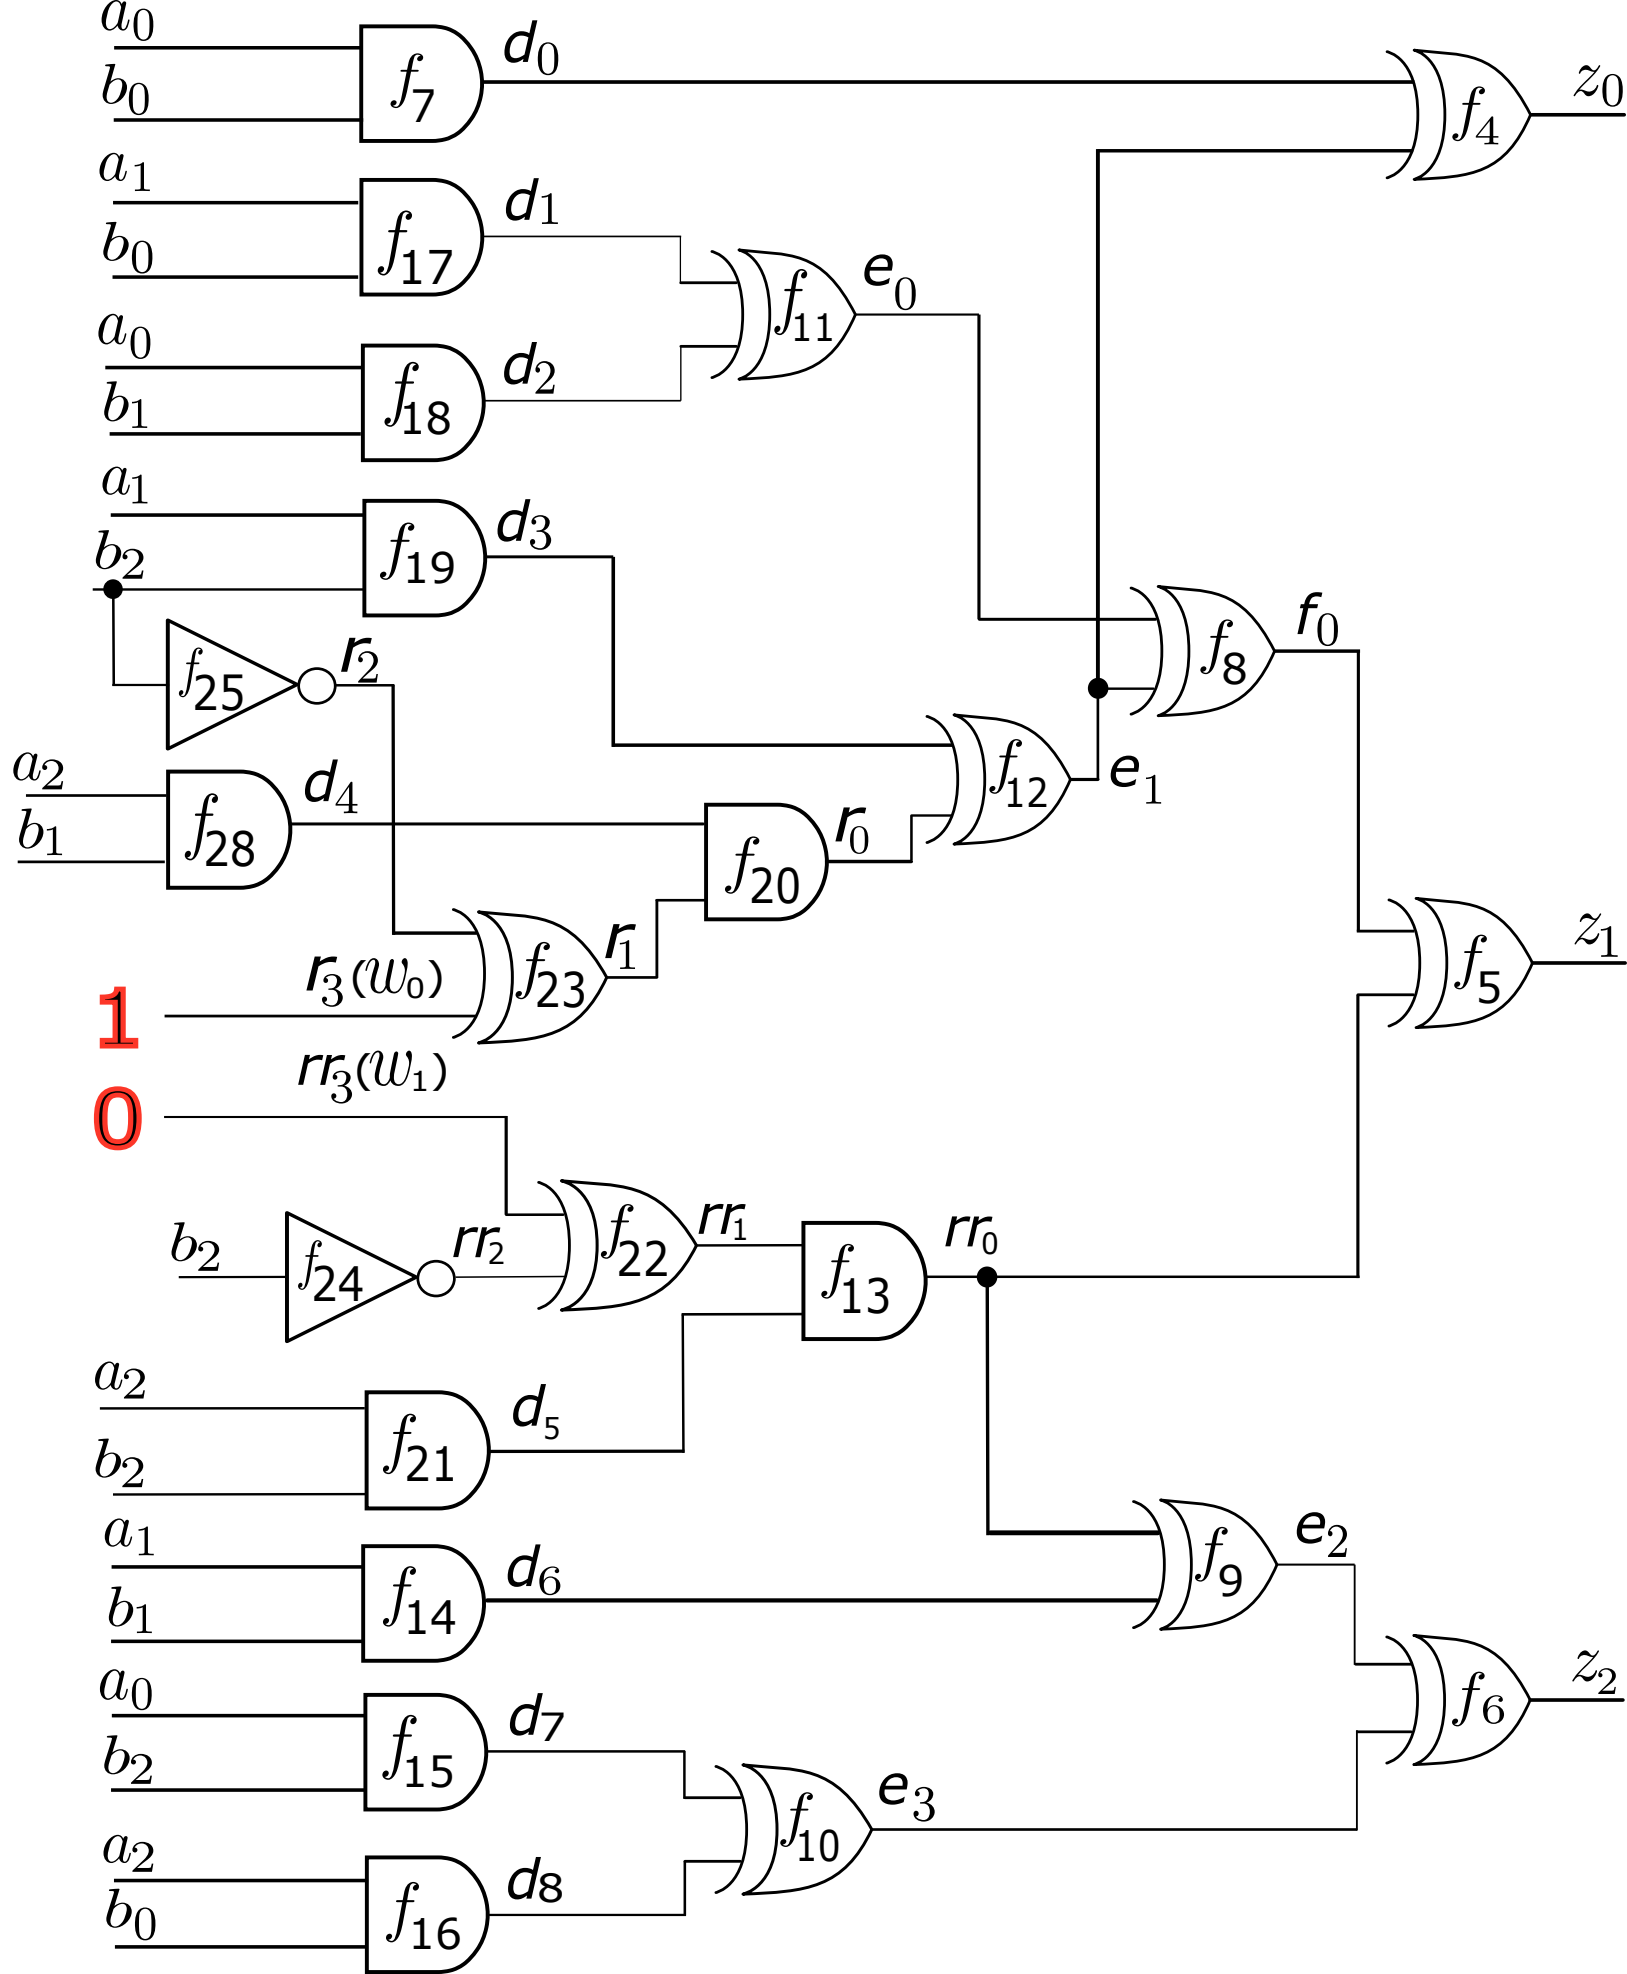 a0
d0
b0
f7
f4
z0
a1
d1
b0
f17
e0
f11
a0
d2
b1
f18
a1
d3
b2
f19
f0
f8
r2
f25
a2
d4
b1
f28
r0
f12
e1
f20
r1
r3(w0)
f23
z1
f5
1
rr3(w1)
0
b2
f24
rr2
f22
rr1
f13
rr0
a2
d5
b2
f21
a1
d6
b1
f14
f9
e2
a0
d7
b2
f15
f6
z2
a2
d8
b0
f16
f10
e3